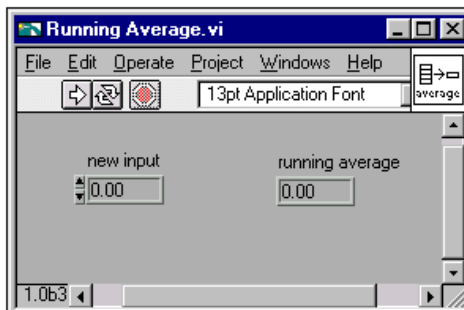 Running Average.vi
File Edit Operate Project Windows Help
13pt Application Font
average
new input
running average
0.00
0.00
1.0b3